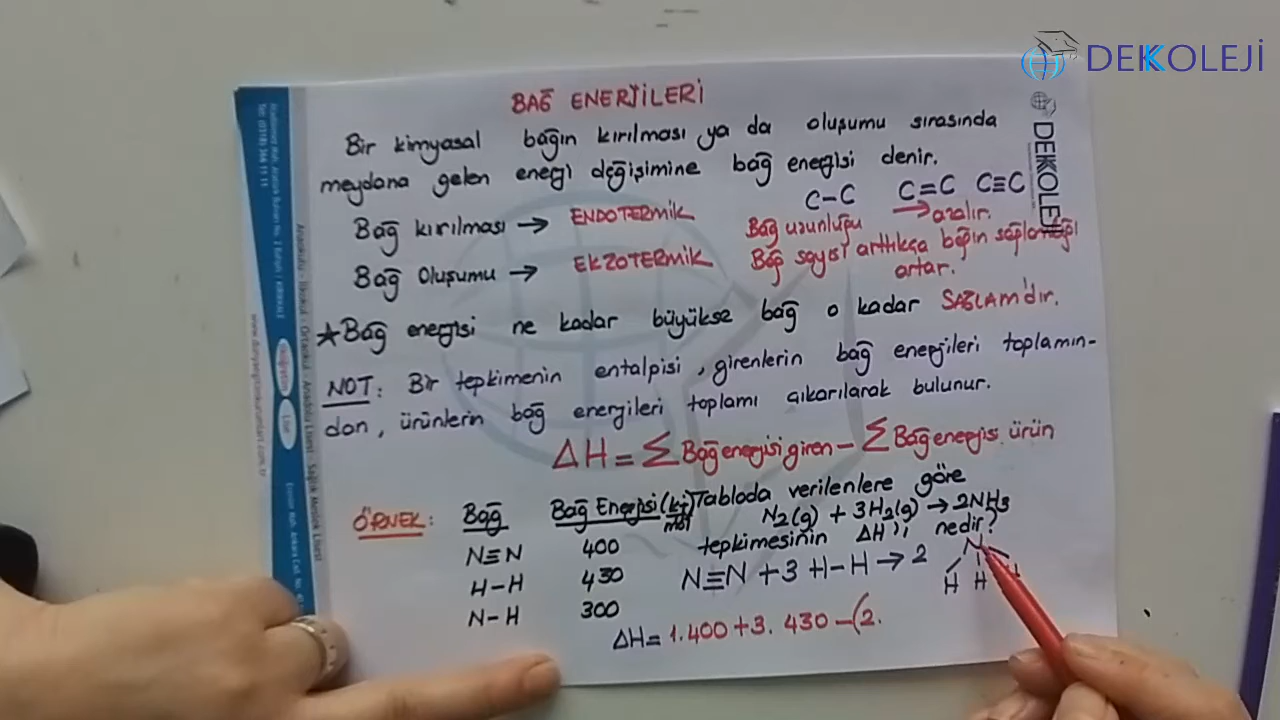 DEKKOLEJİ
BAĞ ENERJİLERİ
Bir kimyasal bağın kırılması ya da oluşumu sırasında
meydana gelen enerji değişimine bağ enerjisi denir.
C-C C=C C≡C
Bağ kırılması → ENDOTERMİK
Bağ uzunluğu → azalır.
Bağ sayısı arttıkça bağın sağlamlığı
artar.
Bağ Oluşumu → EKZOTERMİK
★Bağ enerjisi ne kadar büyükse bağ o kadar SAĞLAMDIR.
NOT: Bir tepkimenin entalpisi, girenlerin bağ enerjileri toplamın-
dan, ürünlerin bağ enerjileri toplamı çıkarılarak bulunur.
ΔH = Σ Bağ enerjisi giren - Σ Bağ enerjisi ürün
ÖRNEK: Bağ Bağ Enerjisi (kj/mol)
N≡N 400
H-H 430
N-H 300
Tabloda verilenlere göre
N2(g) + 3H2(g) → 2NH3
tepkimesinin ΔH'ı nedir?
N≡N + 3 H-H → 2 N
H H H
ΔH = 1.400 + 3. 430 - (2.
DEKKOLEJİ